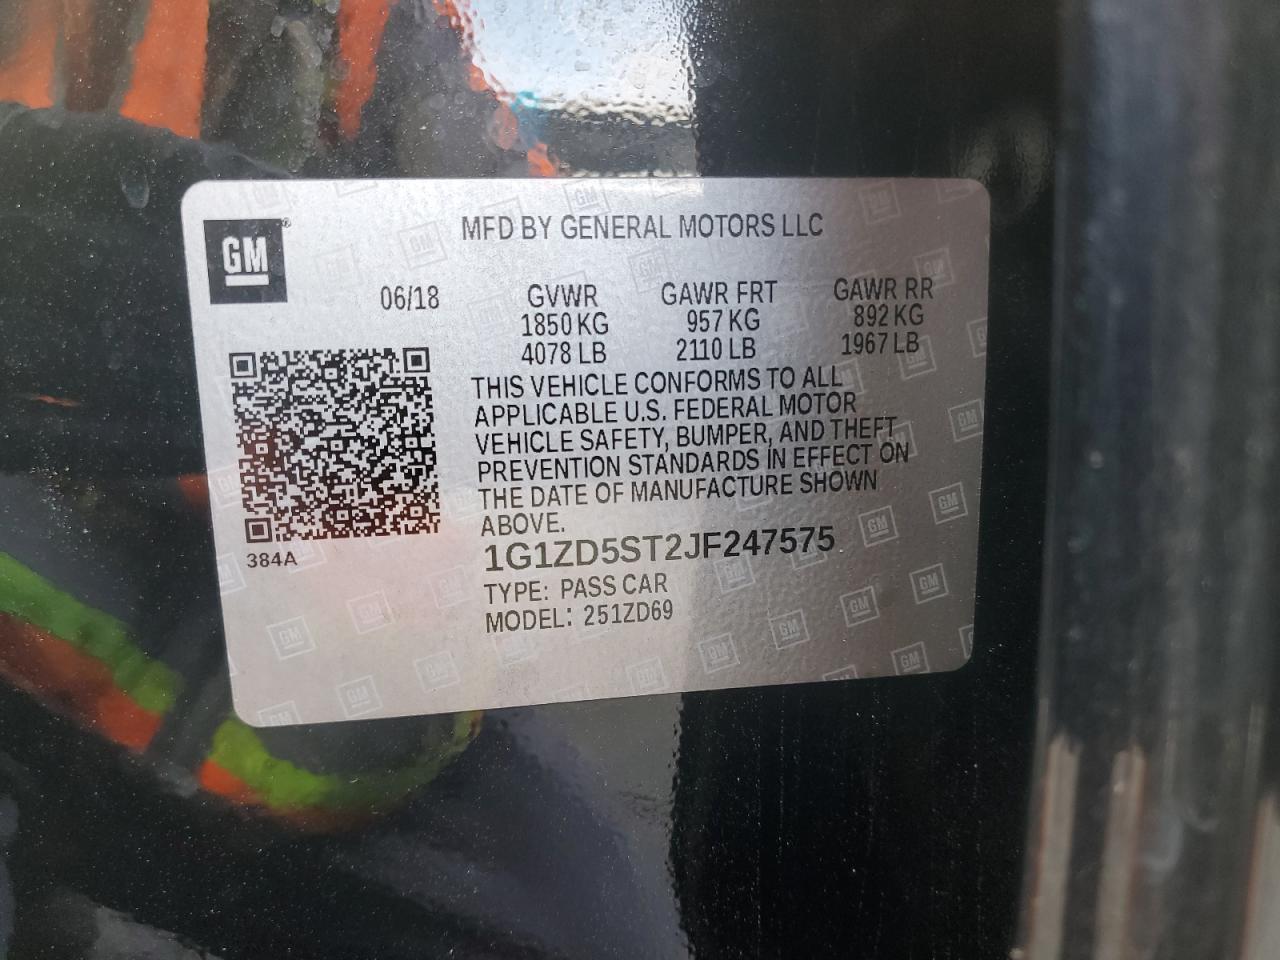 GM
MFD BY GENERAL MOTORS LLC
06/18
GVWR GAWR FRT GAWR RR
1850 KG 957 KG 892 KG
4078 LB 2110 LB 1967 LB
THIS VEHICLE CONFORMS TO ALL
APPLICABLE U.S. FEDERAL MOTOR
VEHICLE SAFETY, BUMPER, AND THEFT
PREVENTION STANDARDS IN EFFECT ON
THE DATE OF MANUFACTURE SHOWN
ABOVE.
384A
1G1ZD5ST2JF247575
TYPE: PASS CAR
MODEL: 251ZD69